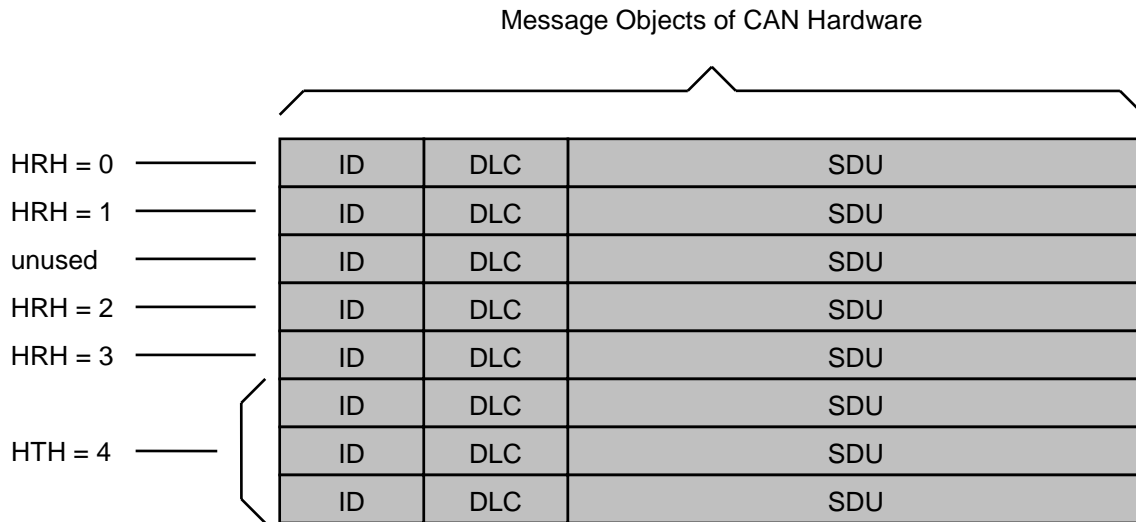 Message Objects of CAN Hardware
HRH = 0 ID DLC SDU
HRH = 1 ID DLC SDU
unused ID DLC SDU
HRH = 2 ID DLC SDU
HRH = 3 ID DLC SDU
ID DLC SDU
HTH = 4 ID DLC SDU
ID DLC SDU